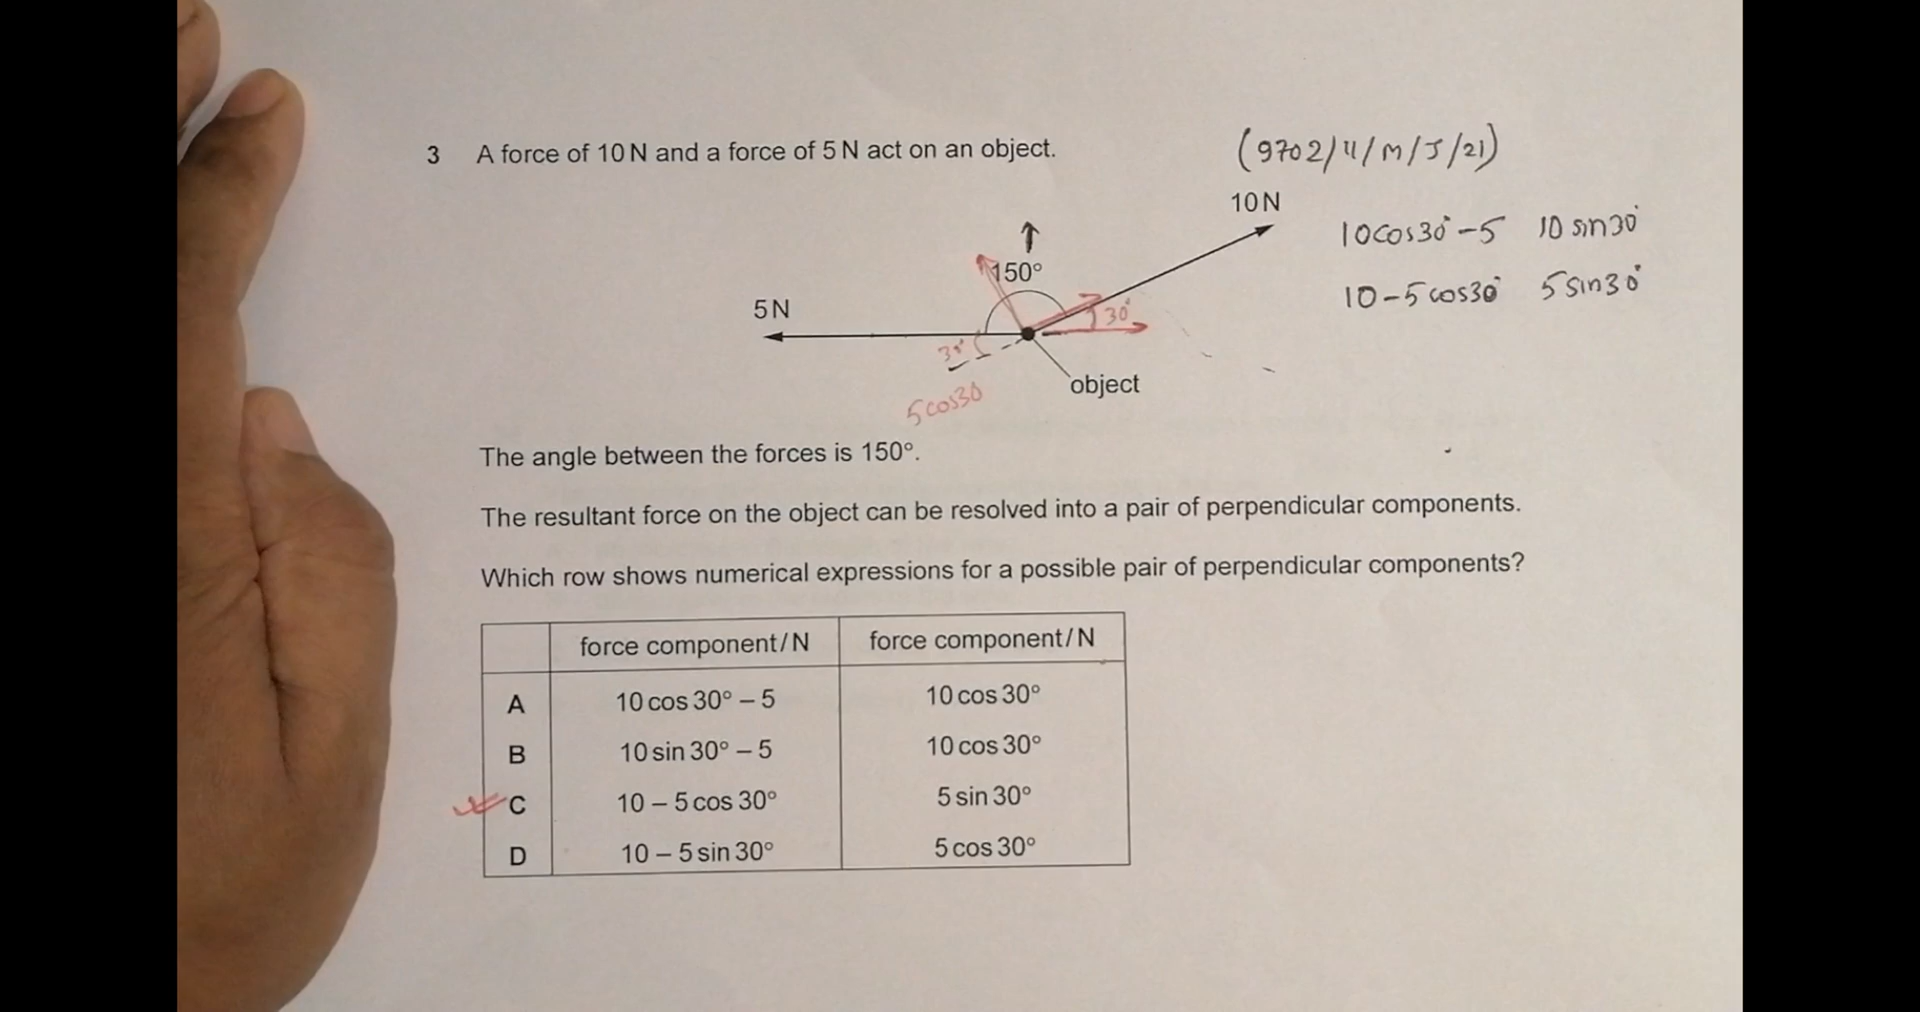 3 A force of 10 N and a force of 5 N act on an object.
(9702/11/M/J/21)
10 N
10cos30°-5 10 sin30°
150°
10-5cos30° 5 sin30°
5 N
30°
30°
object
5cos30
The angle between the forces is 150°.
The resultant force on the object can be resolved into a pair of perpendicular components.
Which row shows numerical expressions for a possible pair of perpendicular components?
force component/N force component/N
A 10 cos 30° – 5 10 cos 30°
B 10 sin 30° – 5 10 cos 30°
C 10 – 5 cos 30° 5 sin 30°
D 10 – 5 sin 30° 5 cos 30°